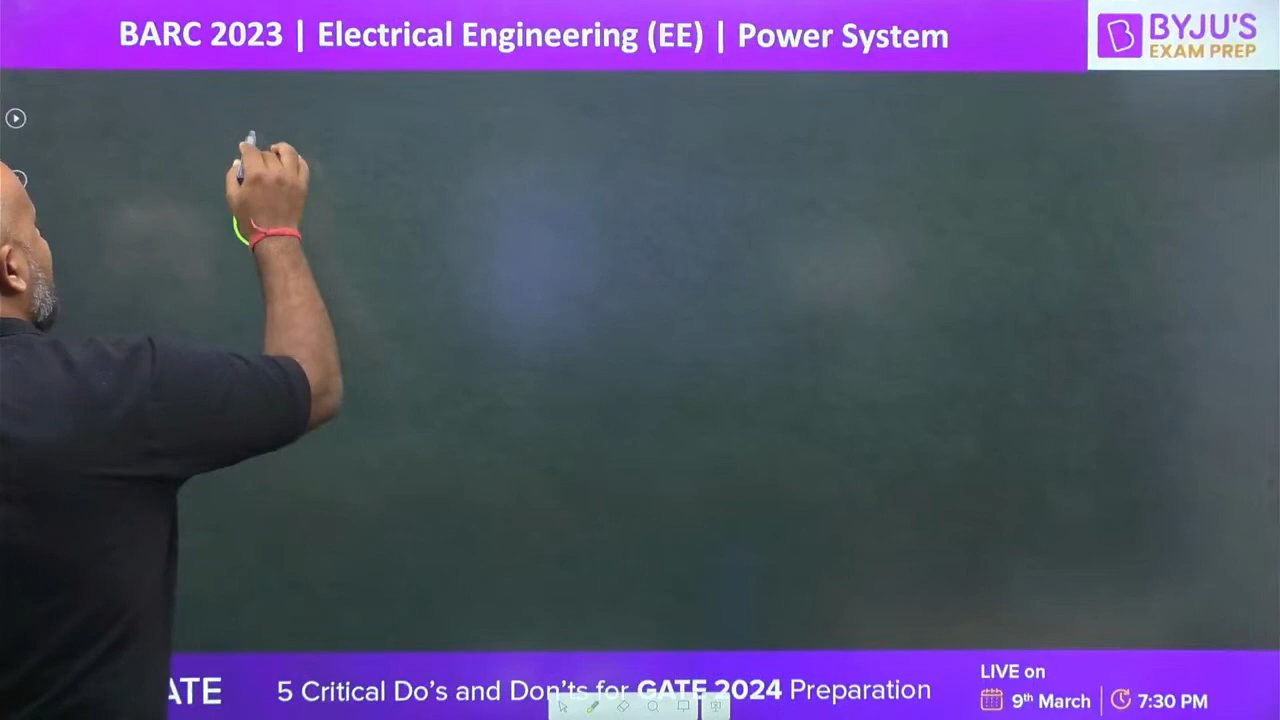 BARC 2023 | Electrical Engineering (EE) | Power System
BYJU'S
EXAM PREP
ATE
5 Critical Do's and Don'ts for GATE 2024 Preparation
LIVE on
9th March
7:30 PM